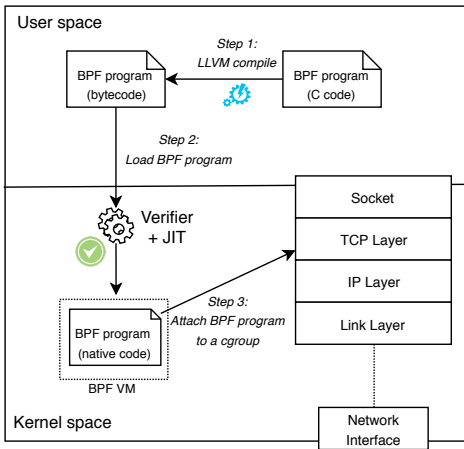 User space
Step 1:
LLVM compile
BPF program
(bytecode)
BPF program
(C code)
Step 2:
Load BPF program
Verifier
+ JIT
Socket
TCP Layer
IP Layer
Link Layer
Step 3:
Attach BPF program
to a cgroup
BPF program
(native code)
BPF VM
Kernel space
Network
Interface